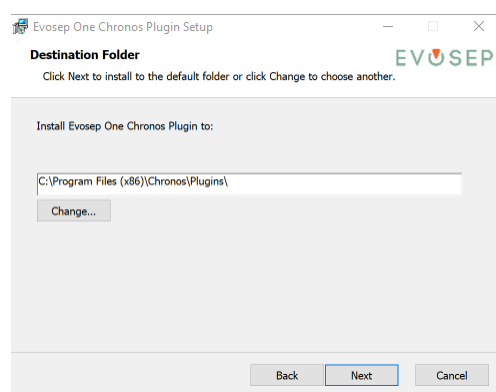 Evosep One Chronos Plugin Setup
Destination Folder
EVOSEP
Click Next to install to the default folder or click Change to choose another.
Install Evosep One Chronos Plugin to:
C:\Program Files (x86)\Chronos\Plugins\
Change...
Back Next Cancel